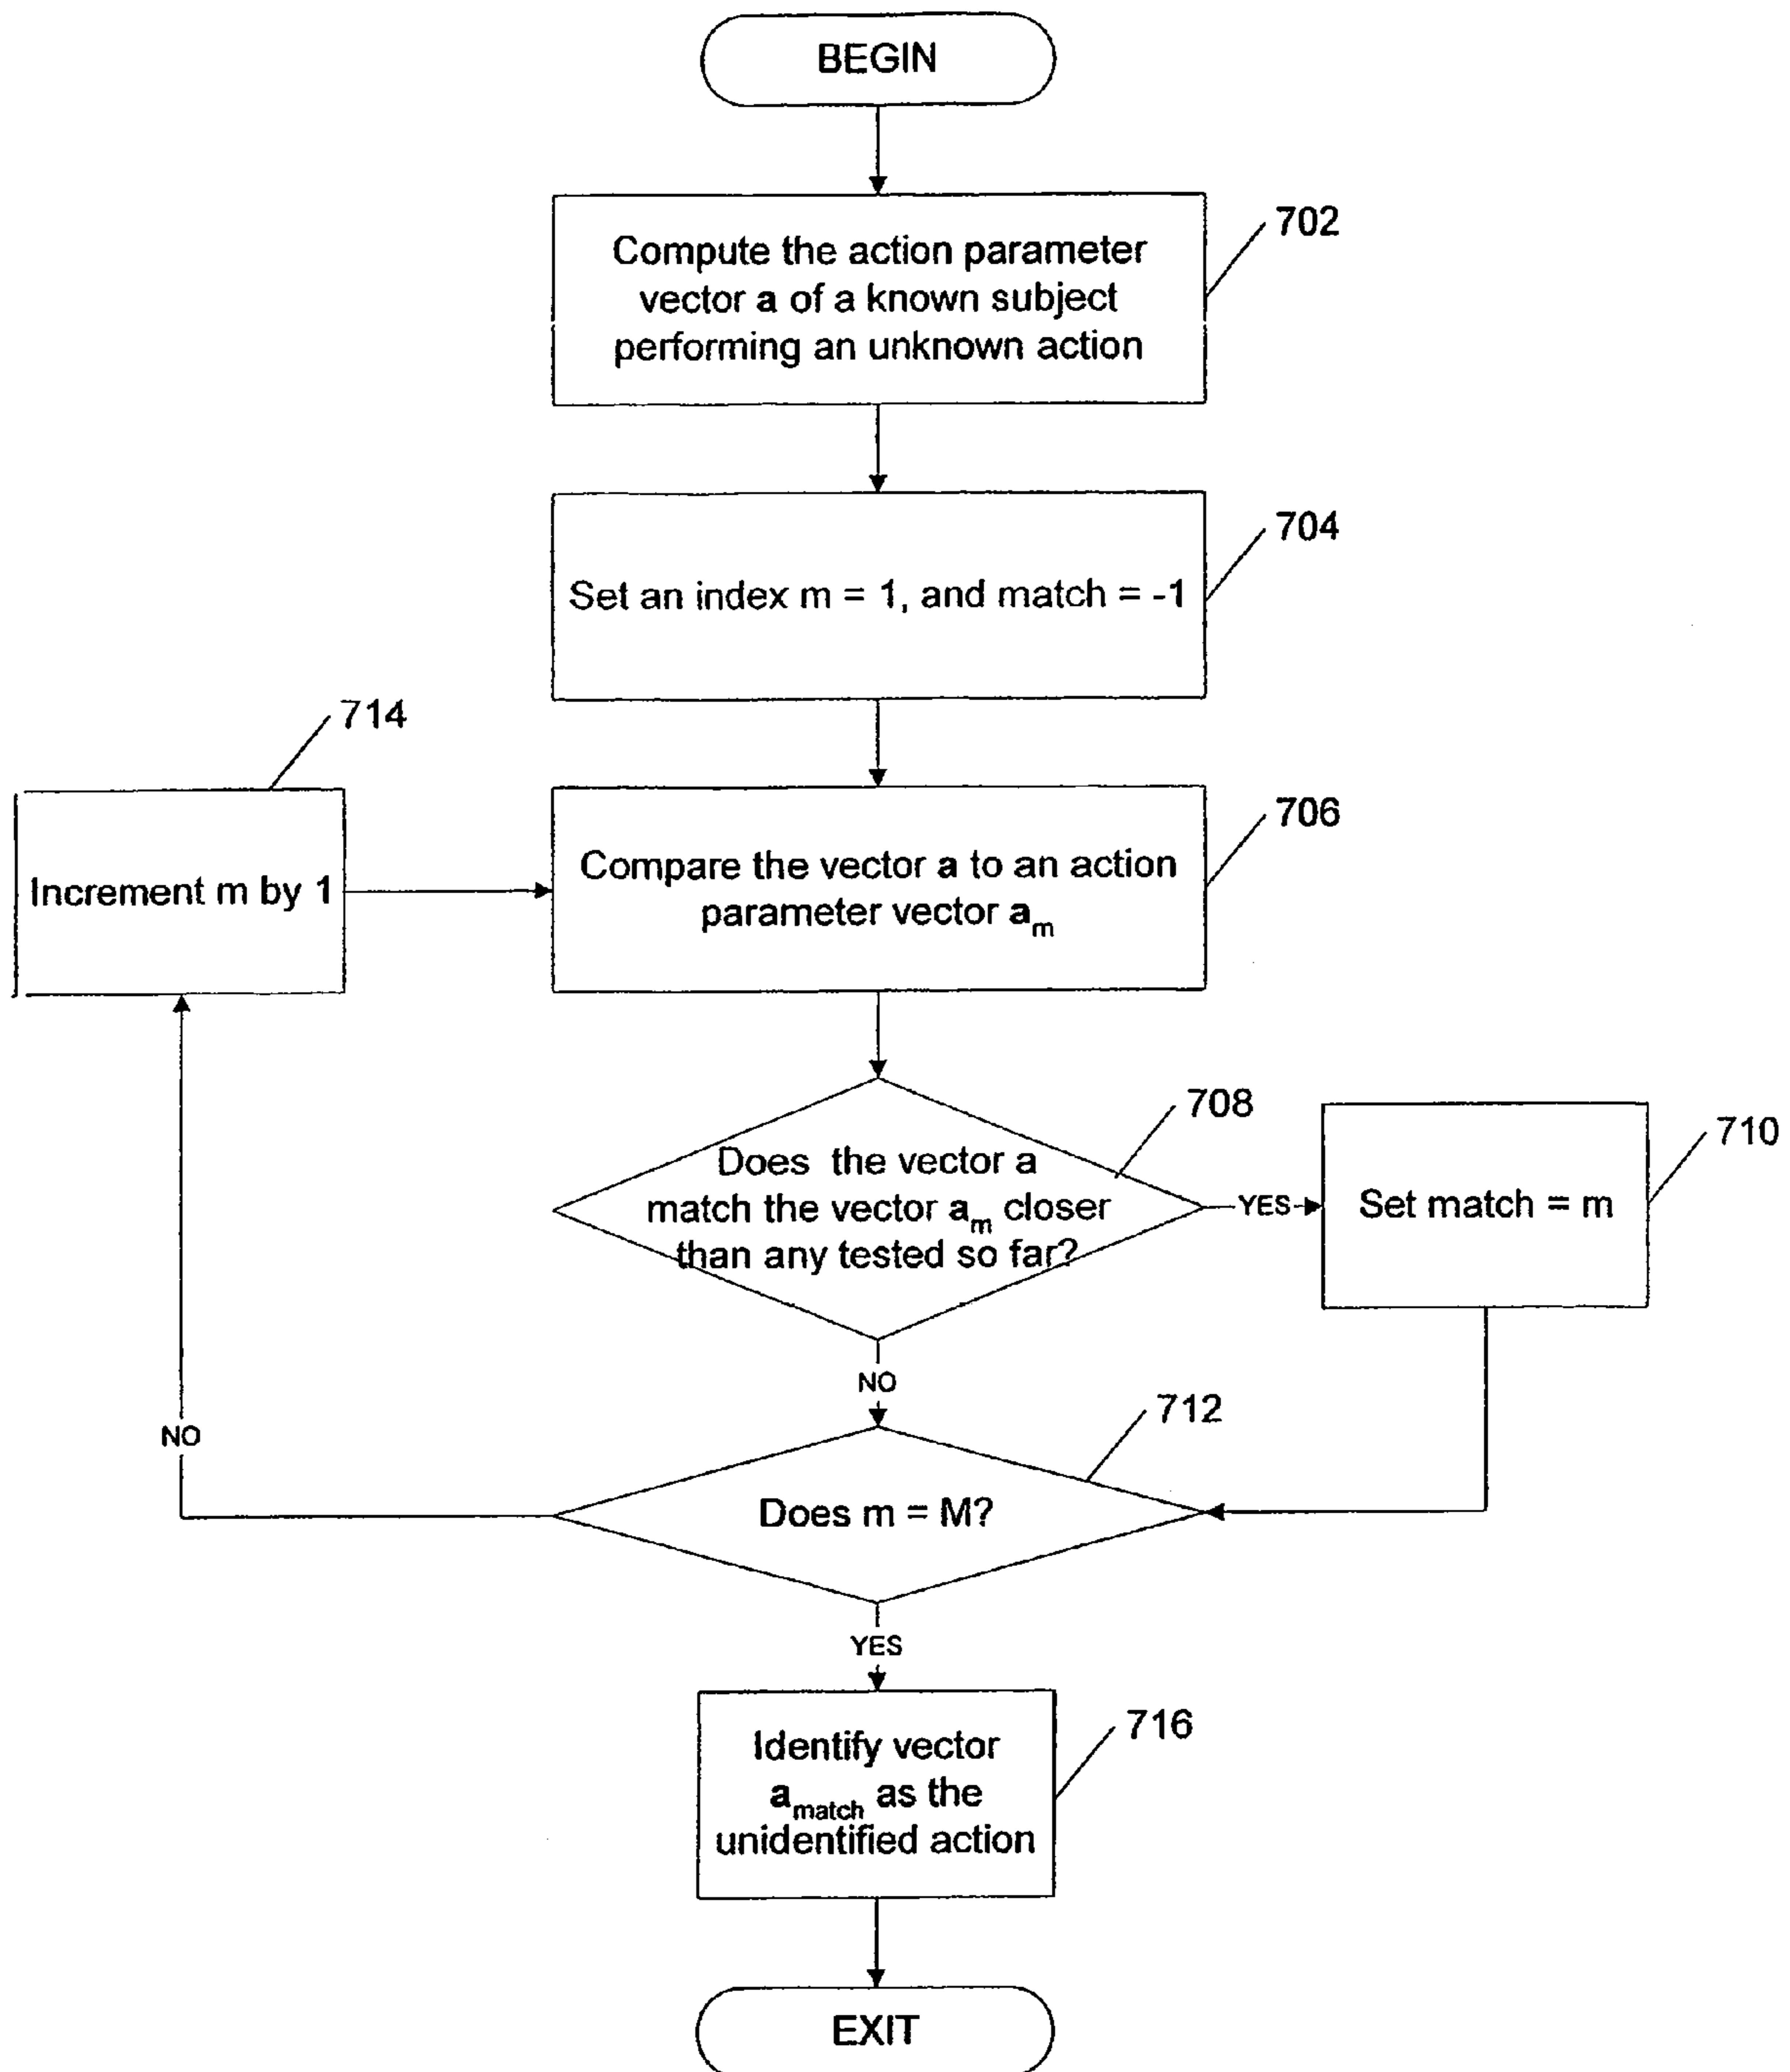 BEGIN
702
Compute the action parameter
vector a of a known subject
performing an unknown action
704
Set an index m = 1, and match = -1
714
706
Increment m by 1
Compare the vector a to an action
parameter vector am
708
710
Does the vector a
match the vector am closer
than any tested so far?
YES
Set match = m
NO
712
NO
Does m = M?
YES
716
Identify vector
amatch as the
unidentified action
EXIT